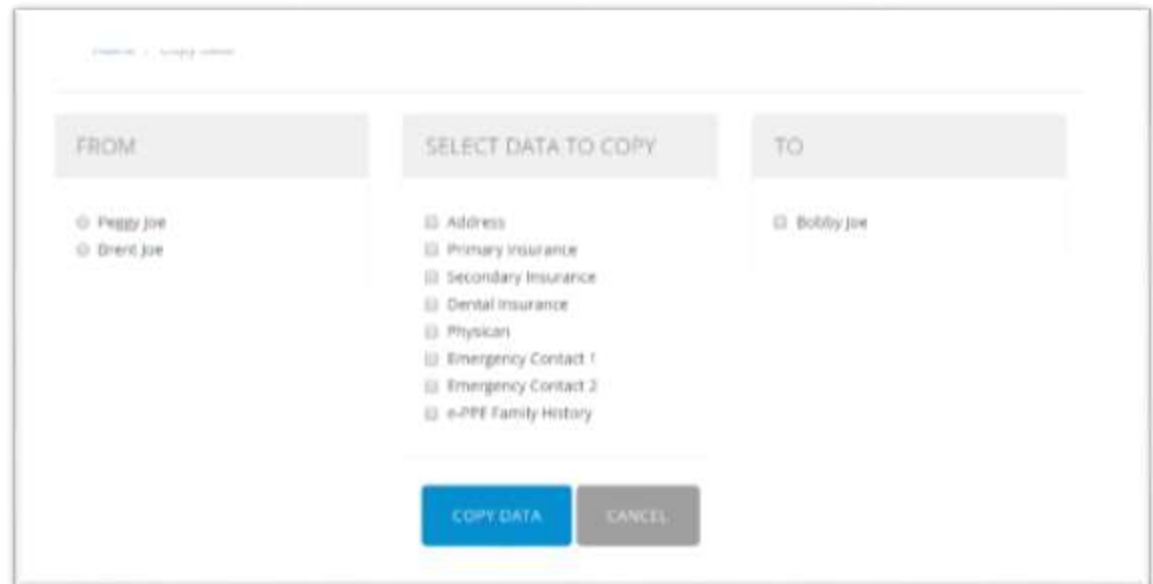 FROM
Peggy Joe
Brent Joe
SELECT DATA TO COPY
Address
Primary Insurance
Secondary Insurance
Dental Insurance
Physican
Emergency Contact 1
Emergency Contact 2
e-PPE Family History
COPY DATA
CANCEL
TO
Bobby Joe